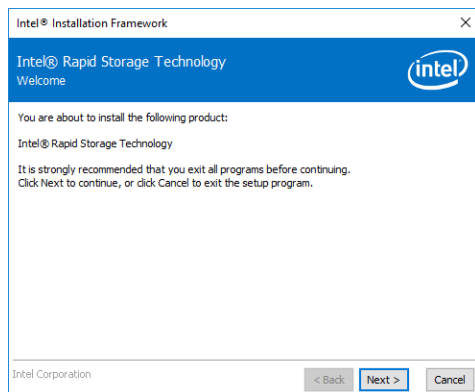 Intel® Installation Framework
Intel® Rapid Storage Technology
Welcome
intel
You are about to install the following product:
Intel® Rapid Storage Technology
It is strongly recommended that you exit all programs before continuing.
Click Next to continue, or click Cancel to exit the setup program.
Intel Corporation
< Back Next > Cancel